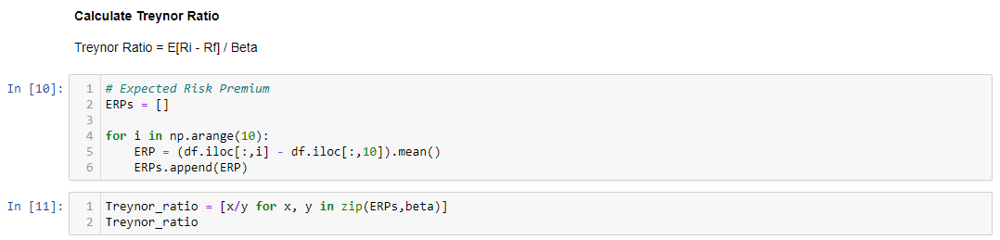 Calculate Treynor Ratio
Treynor Ratio = E[Ri - Rf] / Beta
In [10]:
1 # Expected Risk Premium
2 ERPs = []
3
4 for i in np.arange(10):
5     ERP = (df.iloc[:,i] - df.iloc[:,10]).mean()
6     ERPs.append(ERP)
In [11]:
1 Treynor_ratio = [x/y for x, y in zip(ERPs,beta)]
2 Treynor_ratio